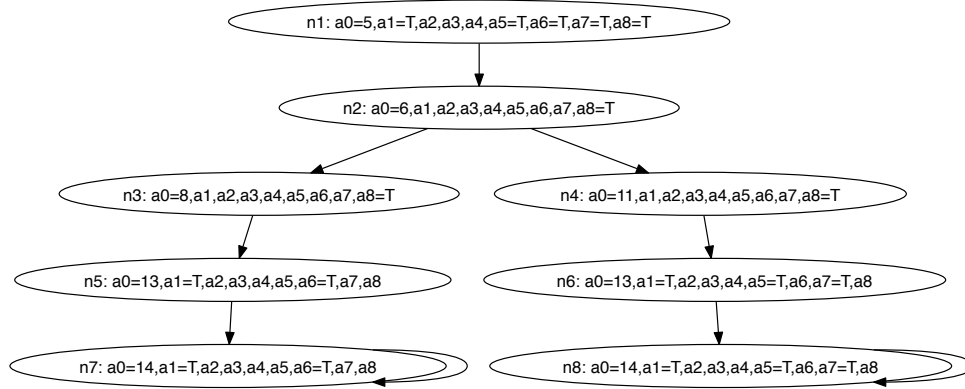 n1: a0=5,a1=T,a2,a3,a4,a5=T,a6=T,a7=T,a8=T
n2: a0=6,a1,a2,a3,a4,a5,a6,a7,a8=T
n3: a0=8,a1,a2,a3,a4,a5,a6,a7,a8=T
n4: a0=11,a1,a2,a3,a4,a5,a6,a7,a8=T
n5: a0=13,a1=T,a2,a3,a4,a5,a6=T,a7,a8
n6: a0=13,a1=T,a2,a3,a4,a5=T,a6,a7=T,a8
n7: a0=14,a1=T,a2,a3,a4,a5,a6=T,a7,a8
n8: a0=14,a1=T,a2,a3,a4,a5=T,a6,a7=T,a8